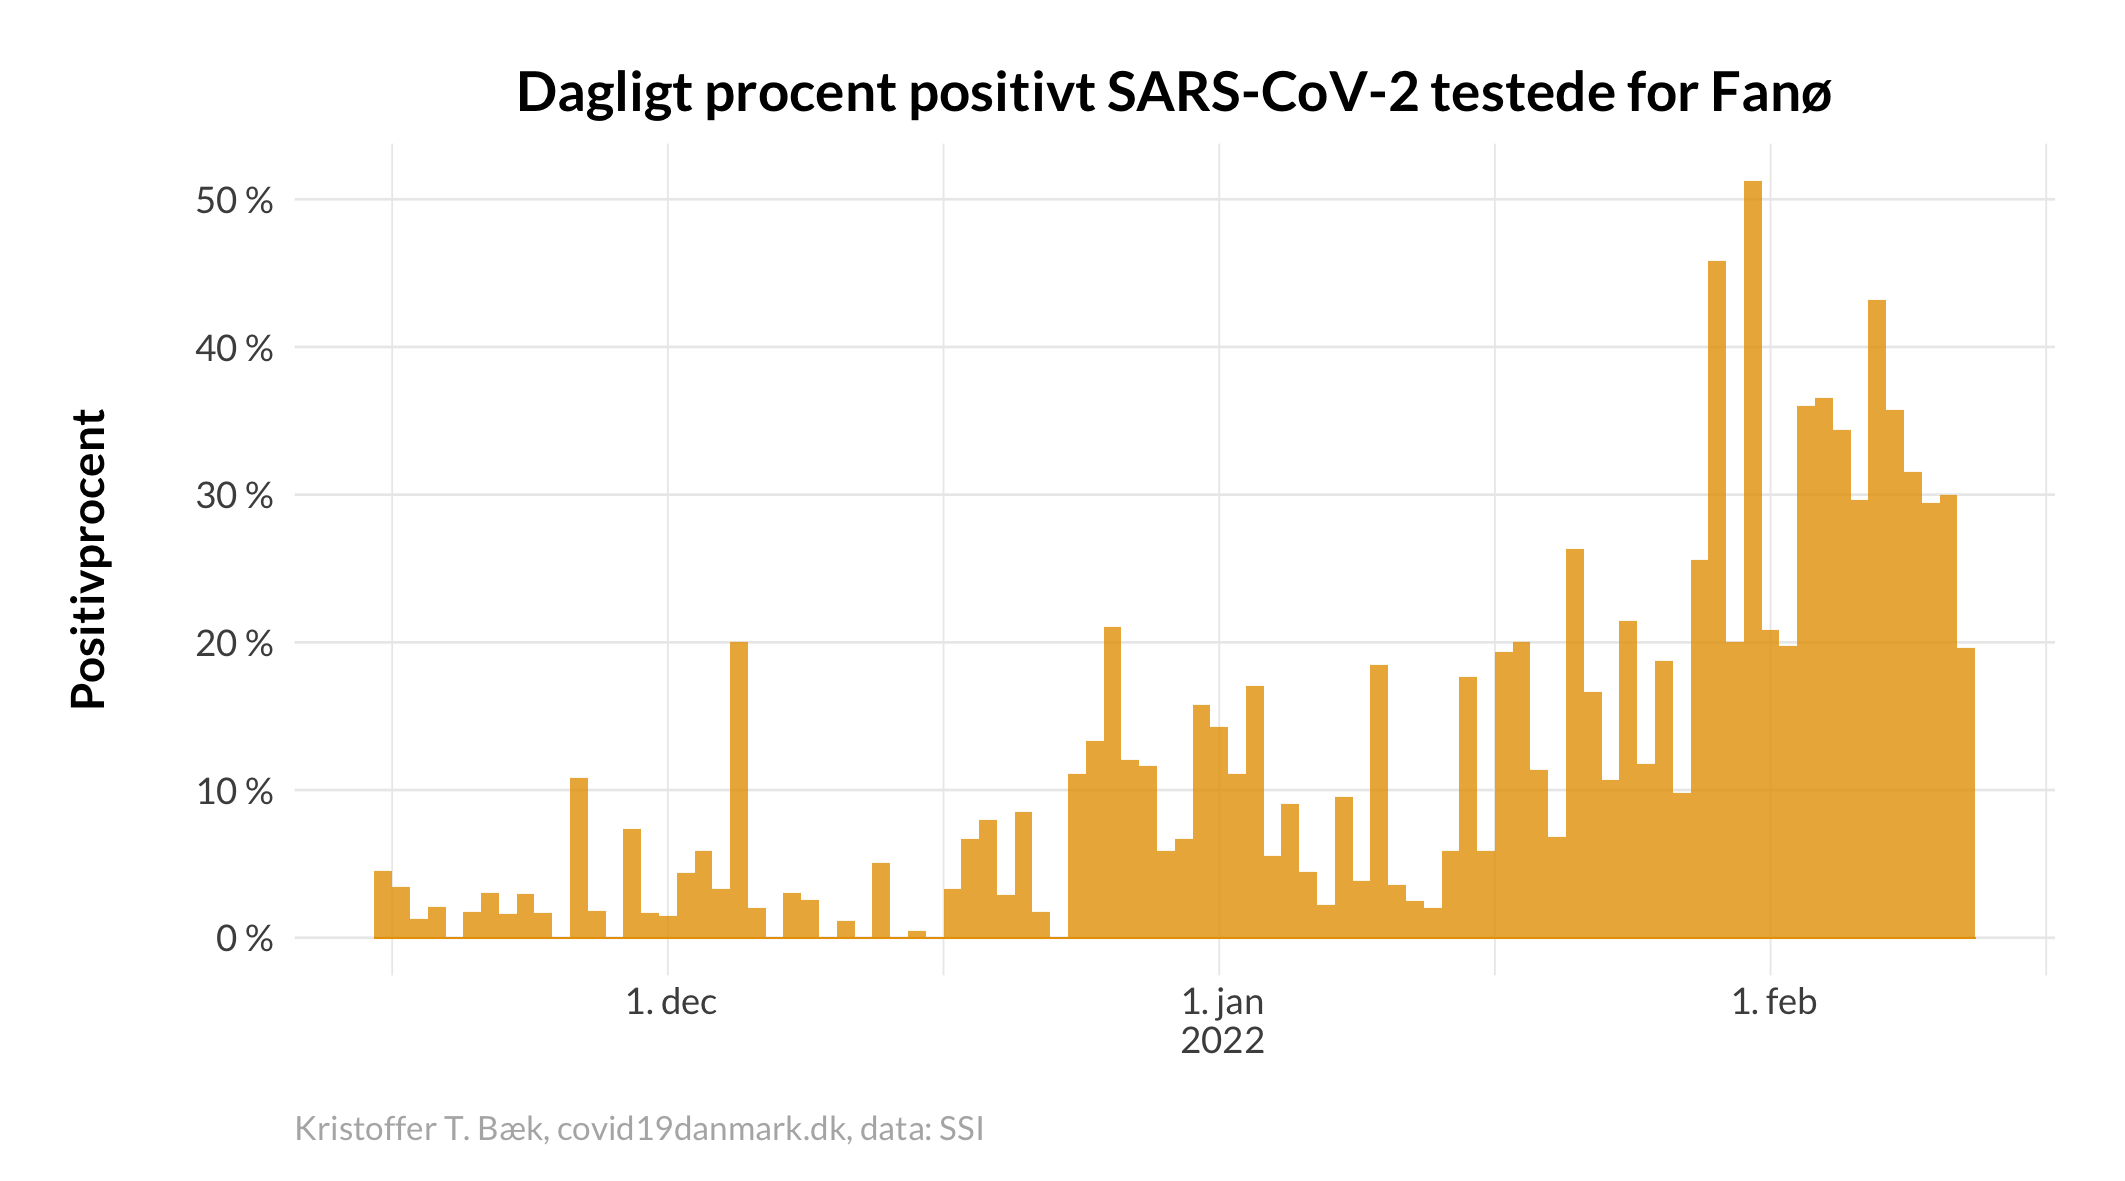 Dagligt procent positivt SARS-CoV-2 testede for Fanø
Positivprocent
50 %
40 %
30 %
20 %
10 %
0 %
1. dec
1. jan
2022
1. feb
Kristoffer T. Bæk, covid19danmark.dk, data: SSI